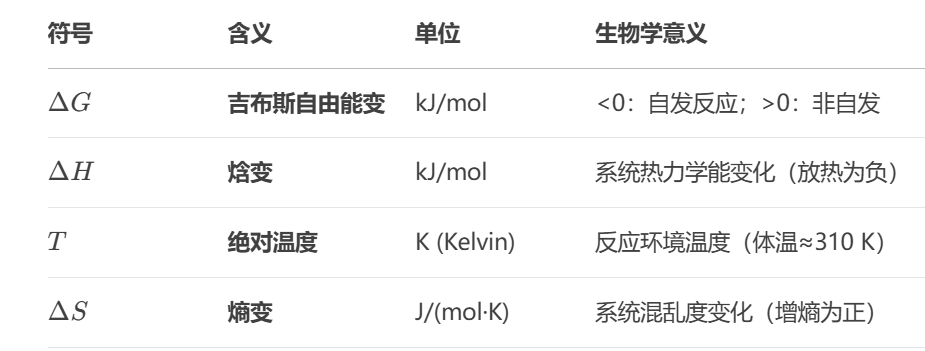 符号 含义 单位 生物学意义
ΔG 吉布斯自由能变 kJ/mol <0：自发反应；>0：非自发
ΔH 焓变 kJ/mol 系统热力学能变化（放热为负）
T 绝对温度 K (Kelvin) 反应环境温度（体温≈310 K）
ΔS 熵变 J/(mol·K) 系统混乱度变化（增熵为正）